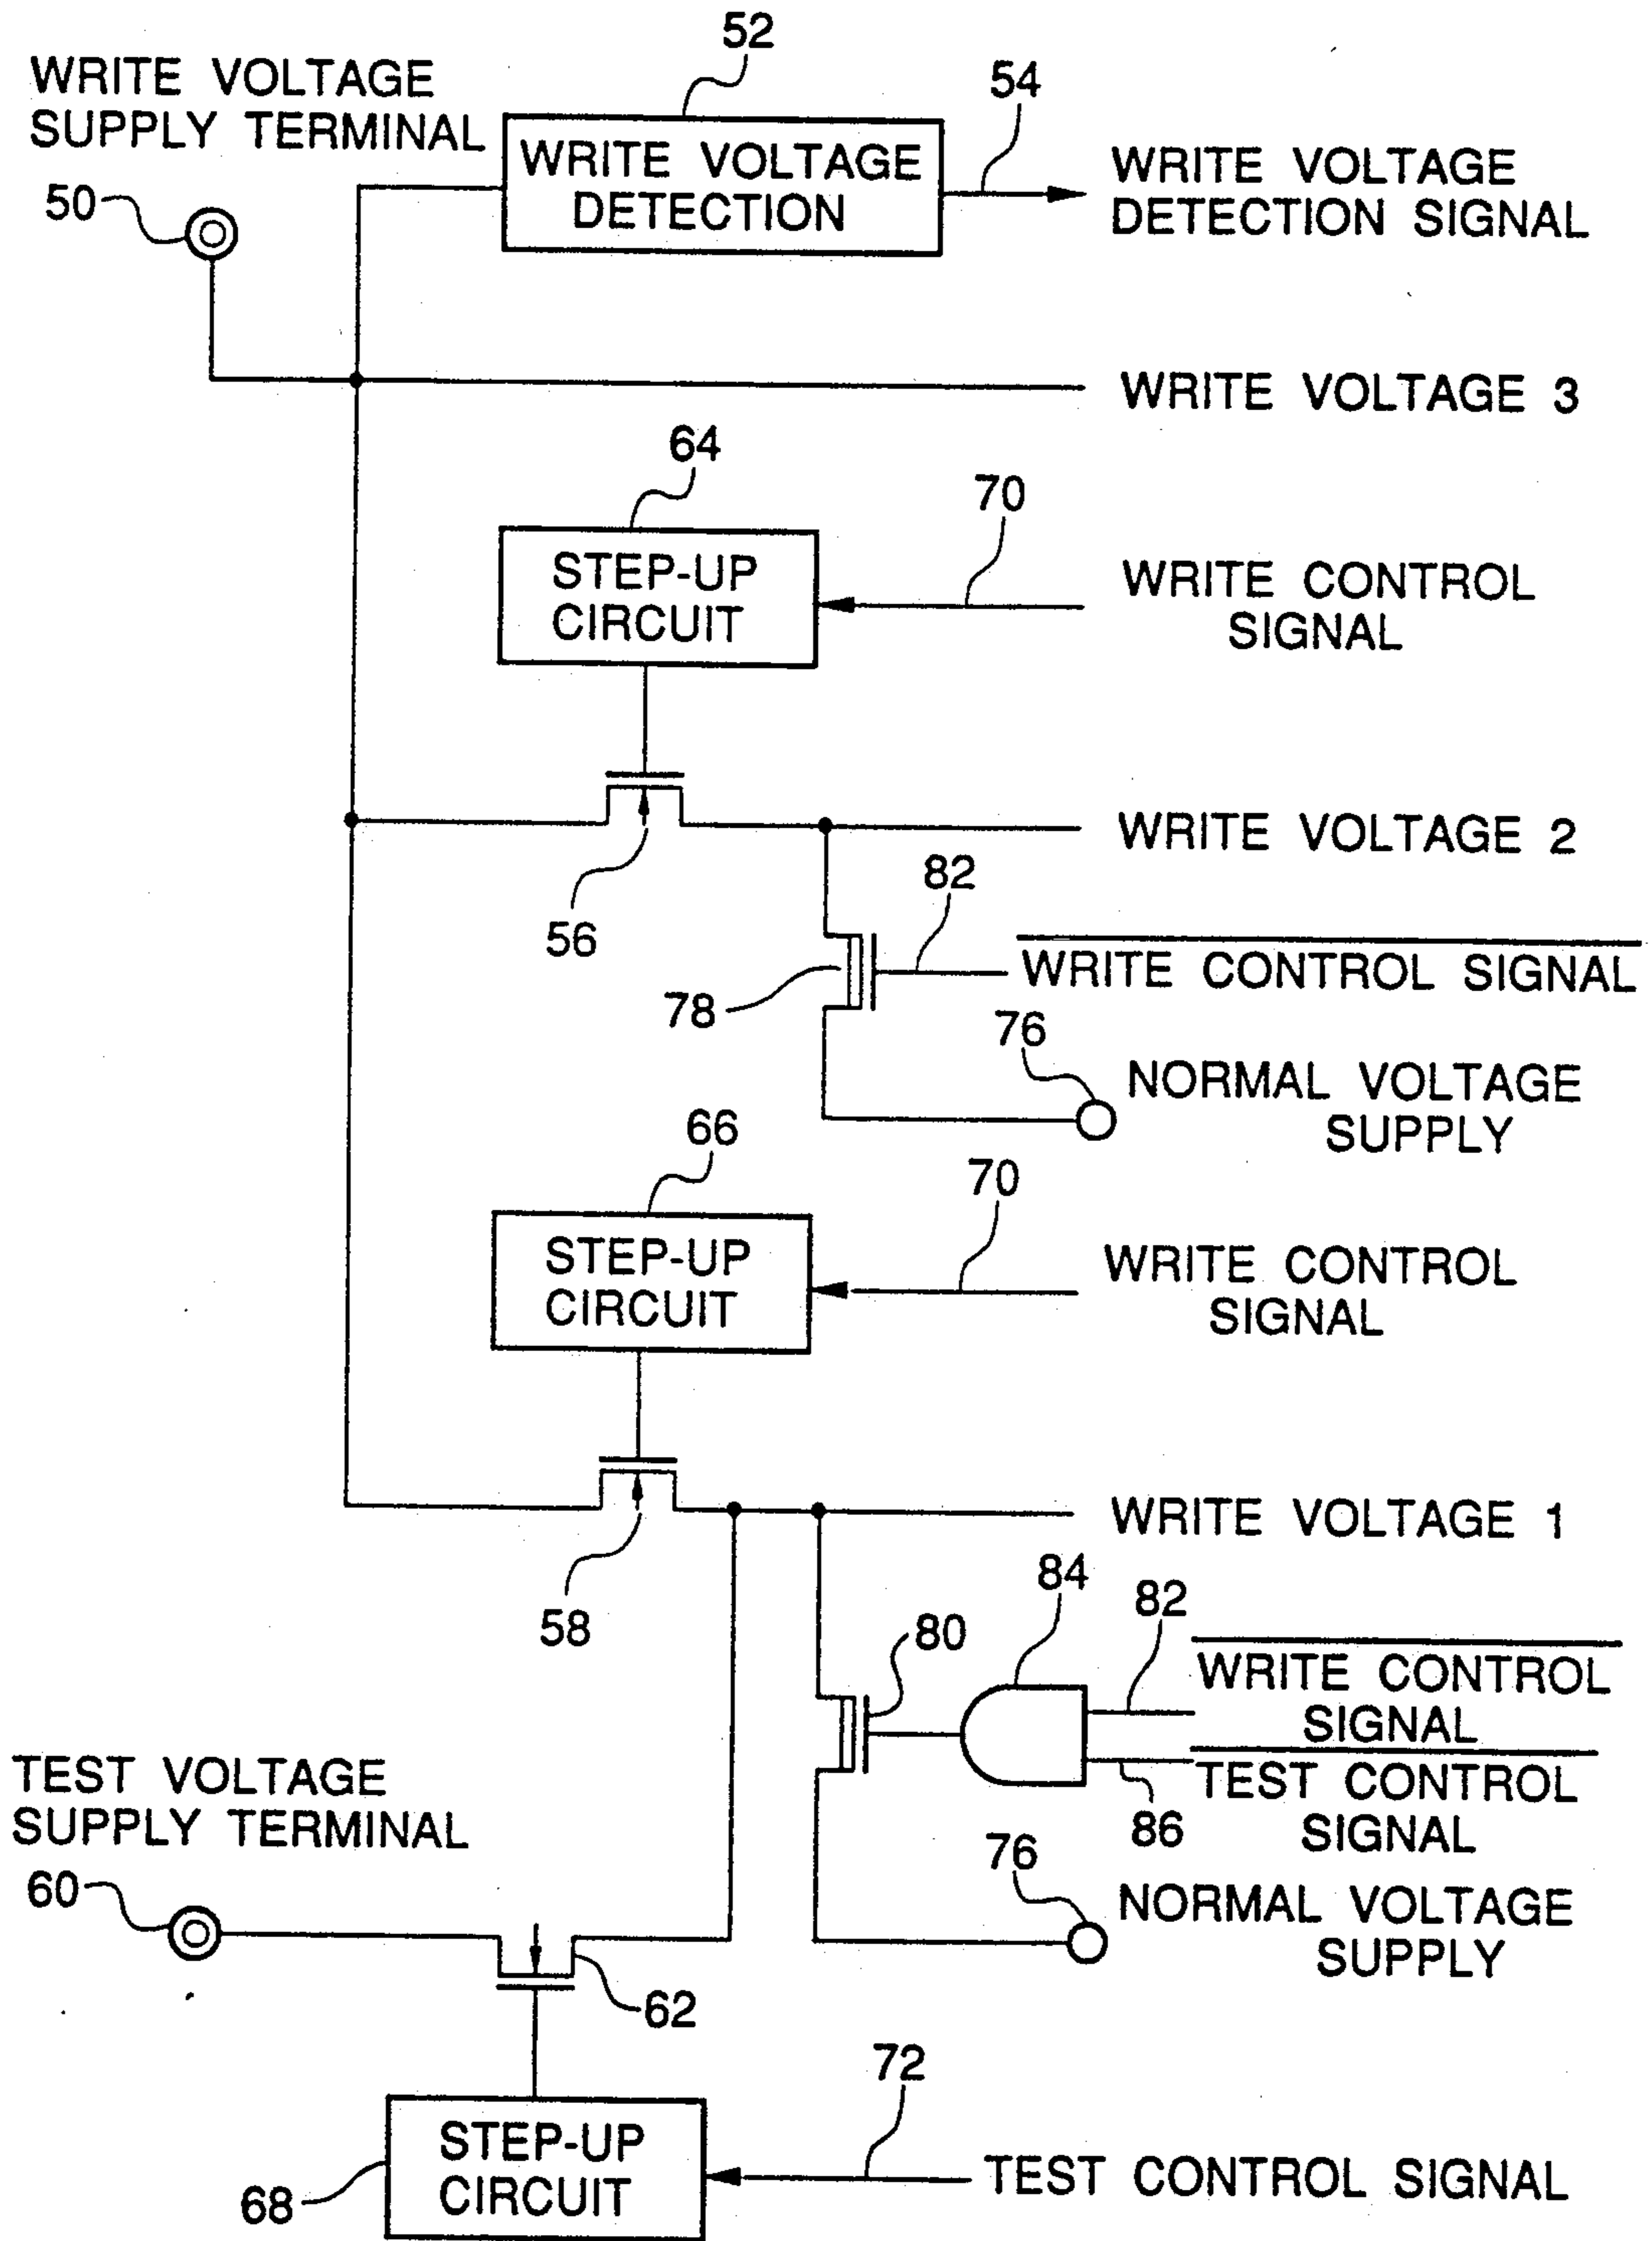 52
WRITE VOLTAGE
SUPPLY TERMINAL
54
WRITE VOLTAGE
DETECTION
WRITE VOLTAGE
DETECTION SIGNAL
50
WRITE VOLTAGE 3
64
70
STEP-UP
CIRCUIT
WRITE CONTROL
SIGNAL
WRITE VOLTAGE 2
82
56
WRITE CONTROL SIGNAL
78
76
NORMAL VOLTAGE
SUPPLY
66
70
STEP-UP
CIRCUIT
WRITE CONTROL
SIGNAL
WRITE VOLTAGE 1
84
82
58
80
WRITE CONTROL
SIGNAL
TEST VOLTAGE
SUPPLY TERMINAL
TEST CONTROL
SIGNAL
86
76
60
NORMAL VOLTAGE
SUPPLY
62
72
STEP-UP
CIRCUIT
TEST CONTROL SIGNAL
68